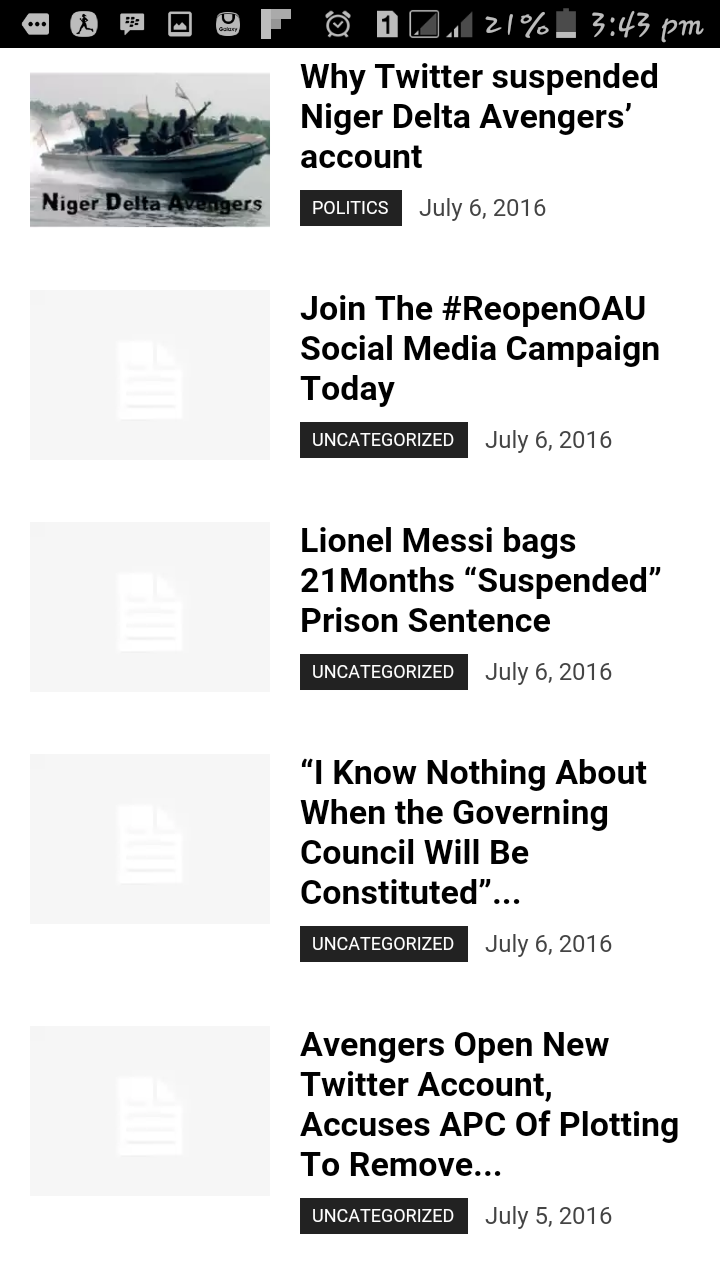 21% 3:43 pm
Galaxy
1
Why Twitter suspended
Niger Delta Avengers’
account
Niger Delta Avengers
POLITICS July 6, 2016
Join The #ReopenOAU
Social Media Campaign
Today
UNCATEGORIZED July 6, 2016
Lionel Messi bags
21Months “Suspended”
Prison Sentence
UNCATEGORIZED July 6, 2016
“I Know Nothing About
When the Governing
Council Will Be
Constituted”...
UNCATEGORIZED July 6, 2016
Avengers Open New
Twitter Account,
Accuses APC Of Plotting
To Remove...
UNCATEGORIZED July 5, 2016